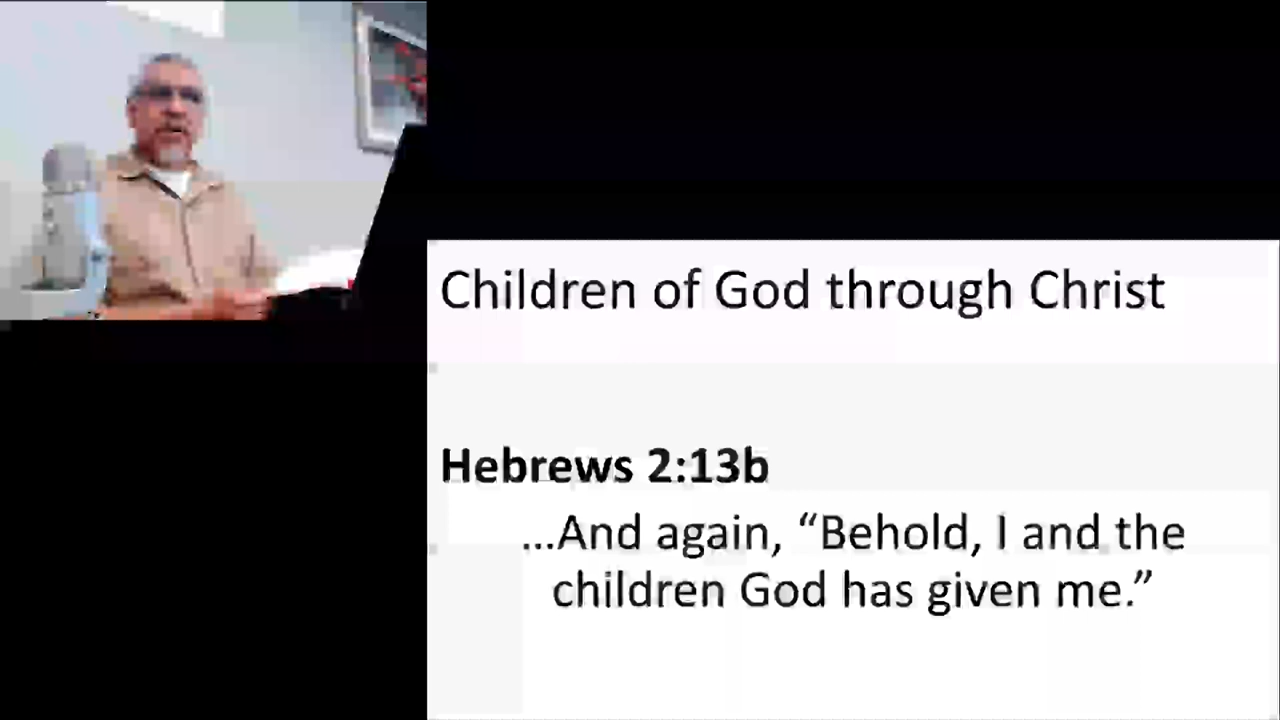 Children of God through Christ
Hebrews 2:13b
…And again, “Behold, I and the
children God has given me.”